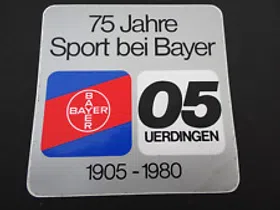 75 Jahre
Sport bei Bayer
BAYER
BAYER
05
UERDINGEN
1905 - 1980